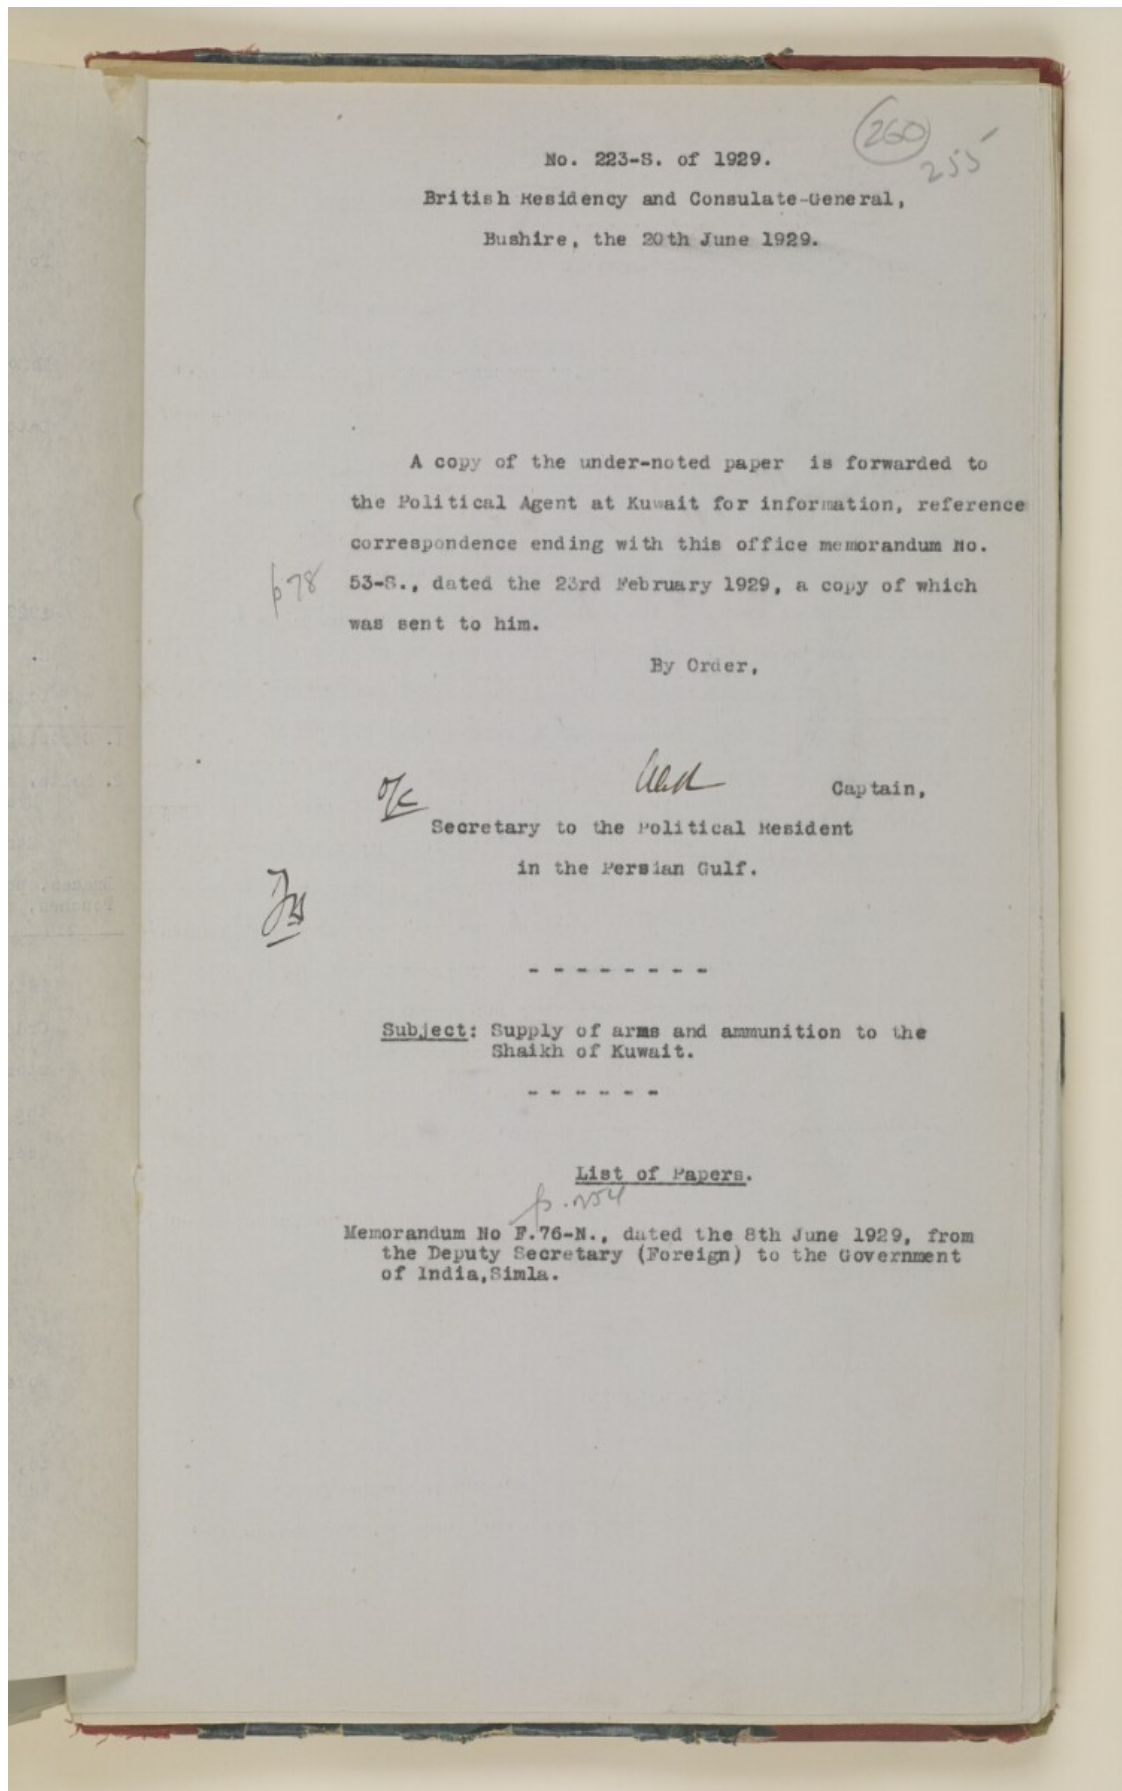 260
255
No. 223-S. of 1929.
British Residency and Consulate-General,
Bushire, the 20th June 1929.
A copy of the under-noted paper is forwarded to
the Political Agent at Kuwait for information, reference
correspondence ending with this office memorandum No.
p 78
53-S., dated the 23rd February 1929, a copy of which
was sent to him.
By Order,
Captain,
o/c
Secretary to the Political Resident
in the Persian Gulf.
- - - - - - - -
Subject: Supply of arms and ammunition to the
Shaikh of Kuwait.
- - - - - -
List of Papers.
p. 254
Memorandum No F.76-N., dated the 8th June 1929, from
the Deputy Secretary (Foreign) to the Government
of India,Simla.